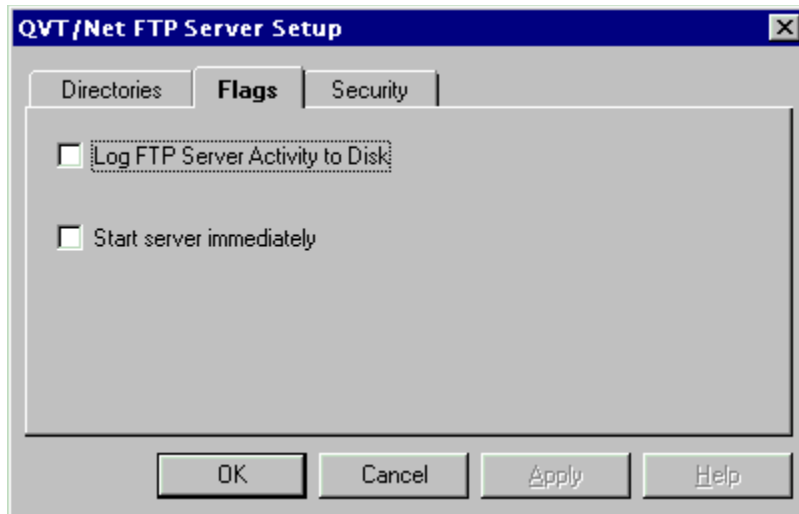 QVT/Net FTP Server Setup
Directories Flags Security
Log FTP Server Activity to Disk
Start server immediately
OK Cancel Apply Help